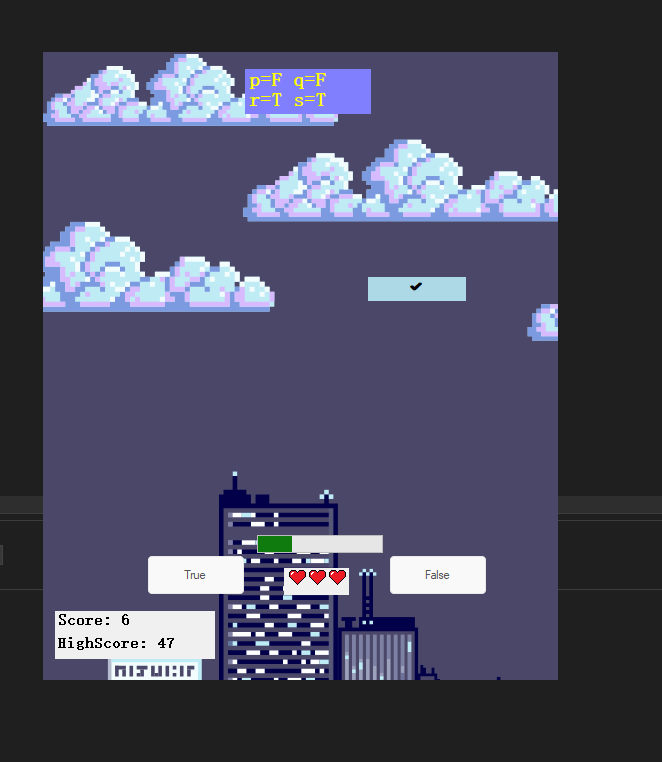 p=F q=F
r=T s=T
✔
True
False
Score: 6
HighScore: 47